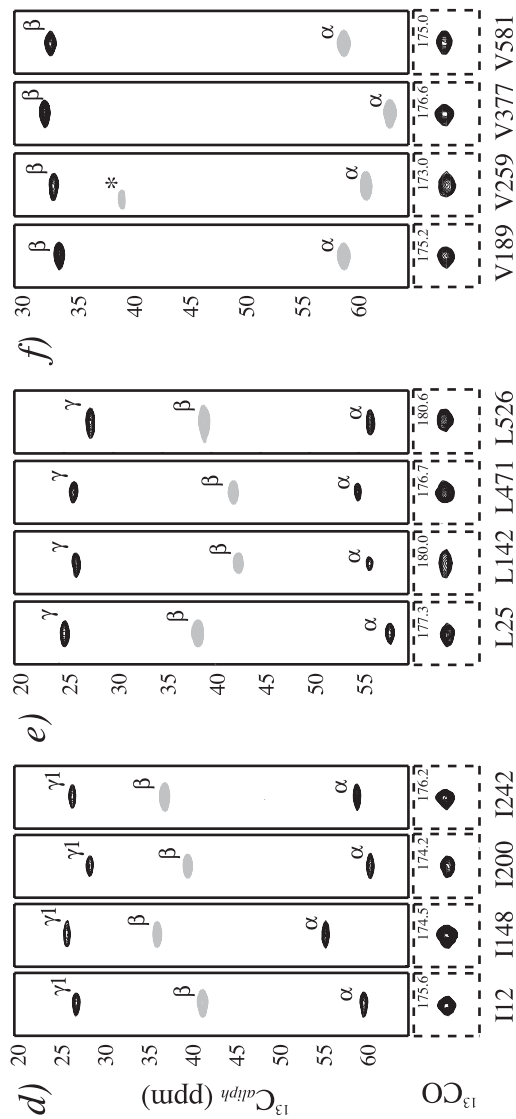 d)
¹³C aliph (ppm)
20 25 30 35 40 45 50 55 60
γ1 γ1 γ1 γ1
β β β β
α α α α
¹³CO
175.6 174.5 174.2 176.2
I12 I148 I200 I242
e)
20 25 30 35 40 45 50 55
γ γ γ γ
β β β β
α α α α
177.3 180.0 176.7 180.6
L25 L142 L471 L526
f)
30 35 40 45 50 55 60
β β β β
*
α α α α
175.2 173.0 176.6 175.0
V189 V259 V377 V581